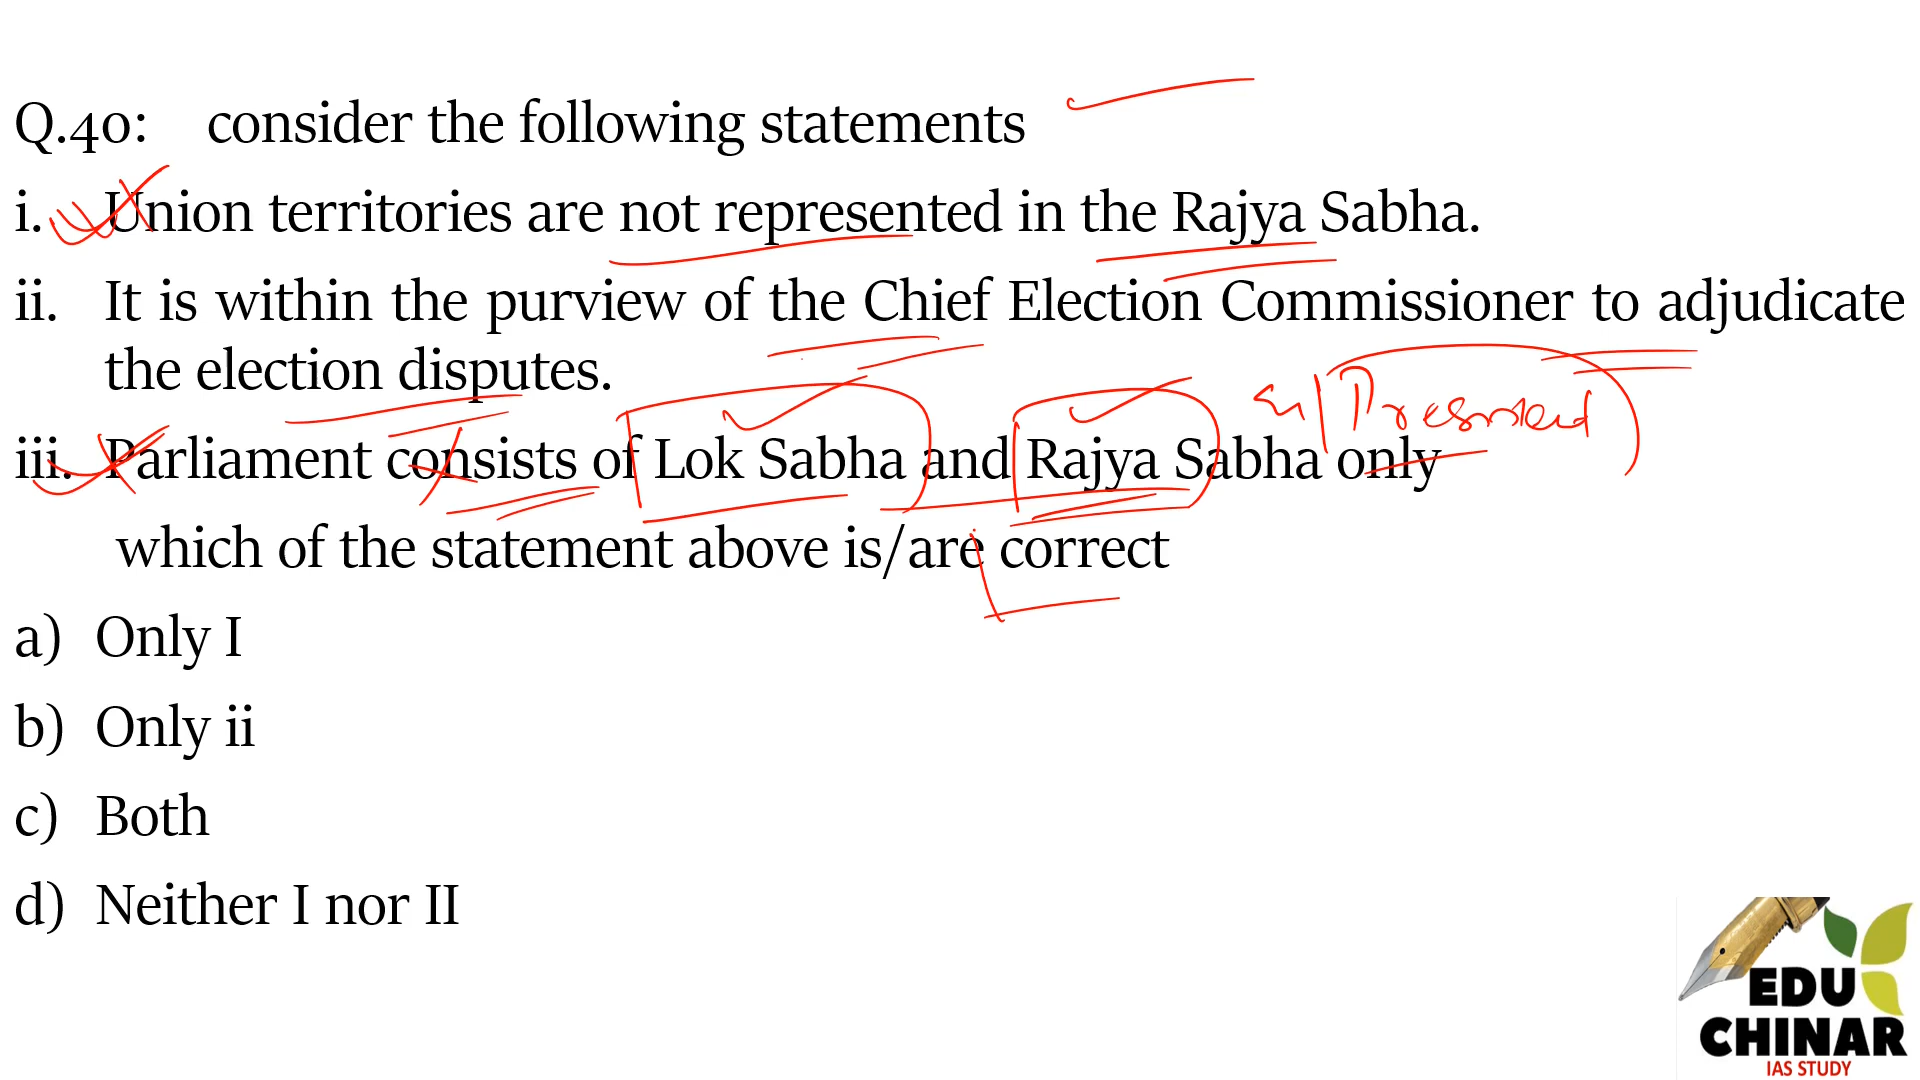 Q.40: consider the following statements
i. Union territories are not represented in the Rajya Sabha.
ii. It is within the purview of the Chief Election Commissioner to adjudicate
the election disputes.
President
iii. Parliament consists of Lok Sabha and Rajya Sabha only
which of the statement above is/are correct
a) Only I
b) Only ii
c) Both
d) Neither I nor II
EDU
CHINAR
IAS STUDY